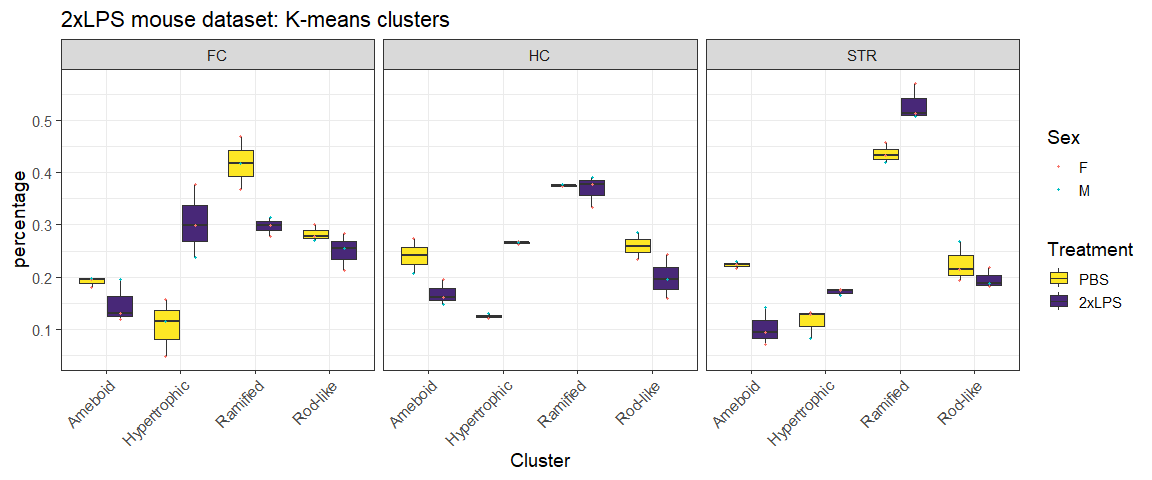 2xLPS mouse dataset: K-means clusters
FC
HC
STR
percentage
0.5
0.4
0.3
0.2
0.1
Ameboid
Hypertrophic
Ramified
Rod-like
Ameboid
Hypertrophic
Ramified
Rod-like
Ameboid
Hypertrophic
Ramified
Rod-like
Cluster
Sex
F
M
Treatment
PBS
2xLPS